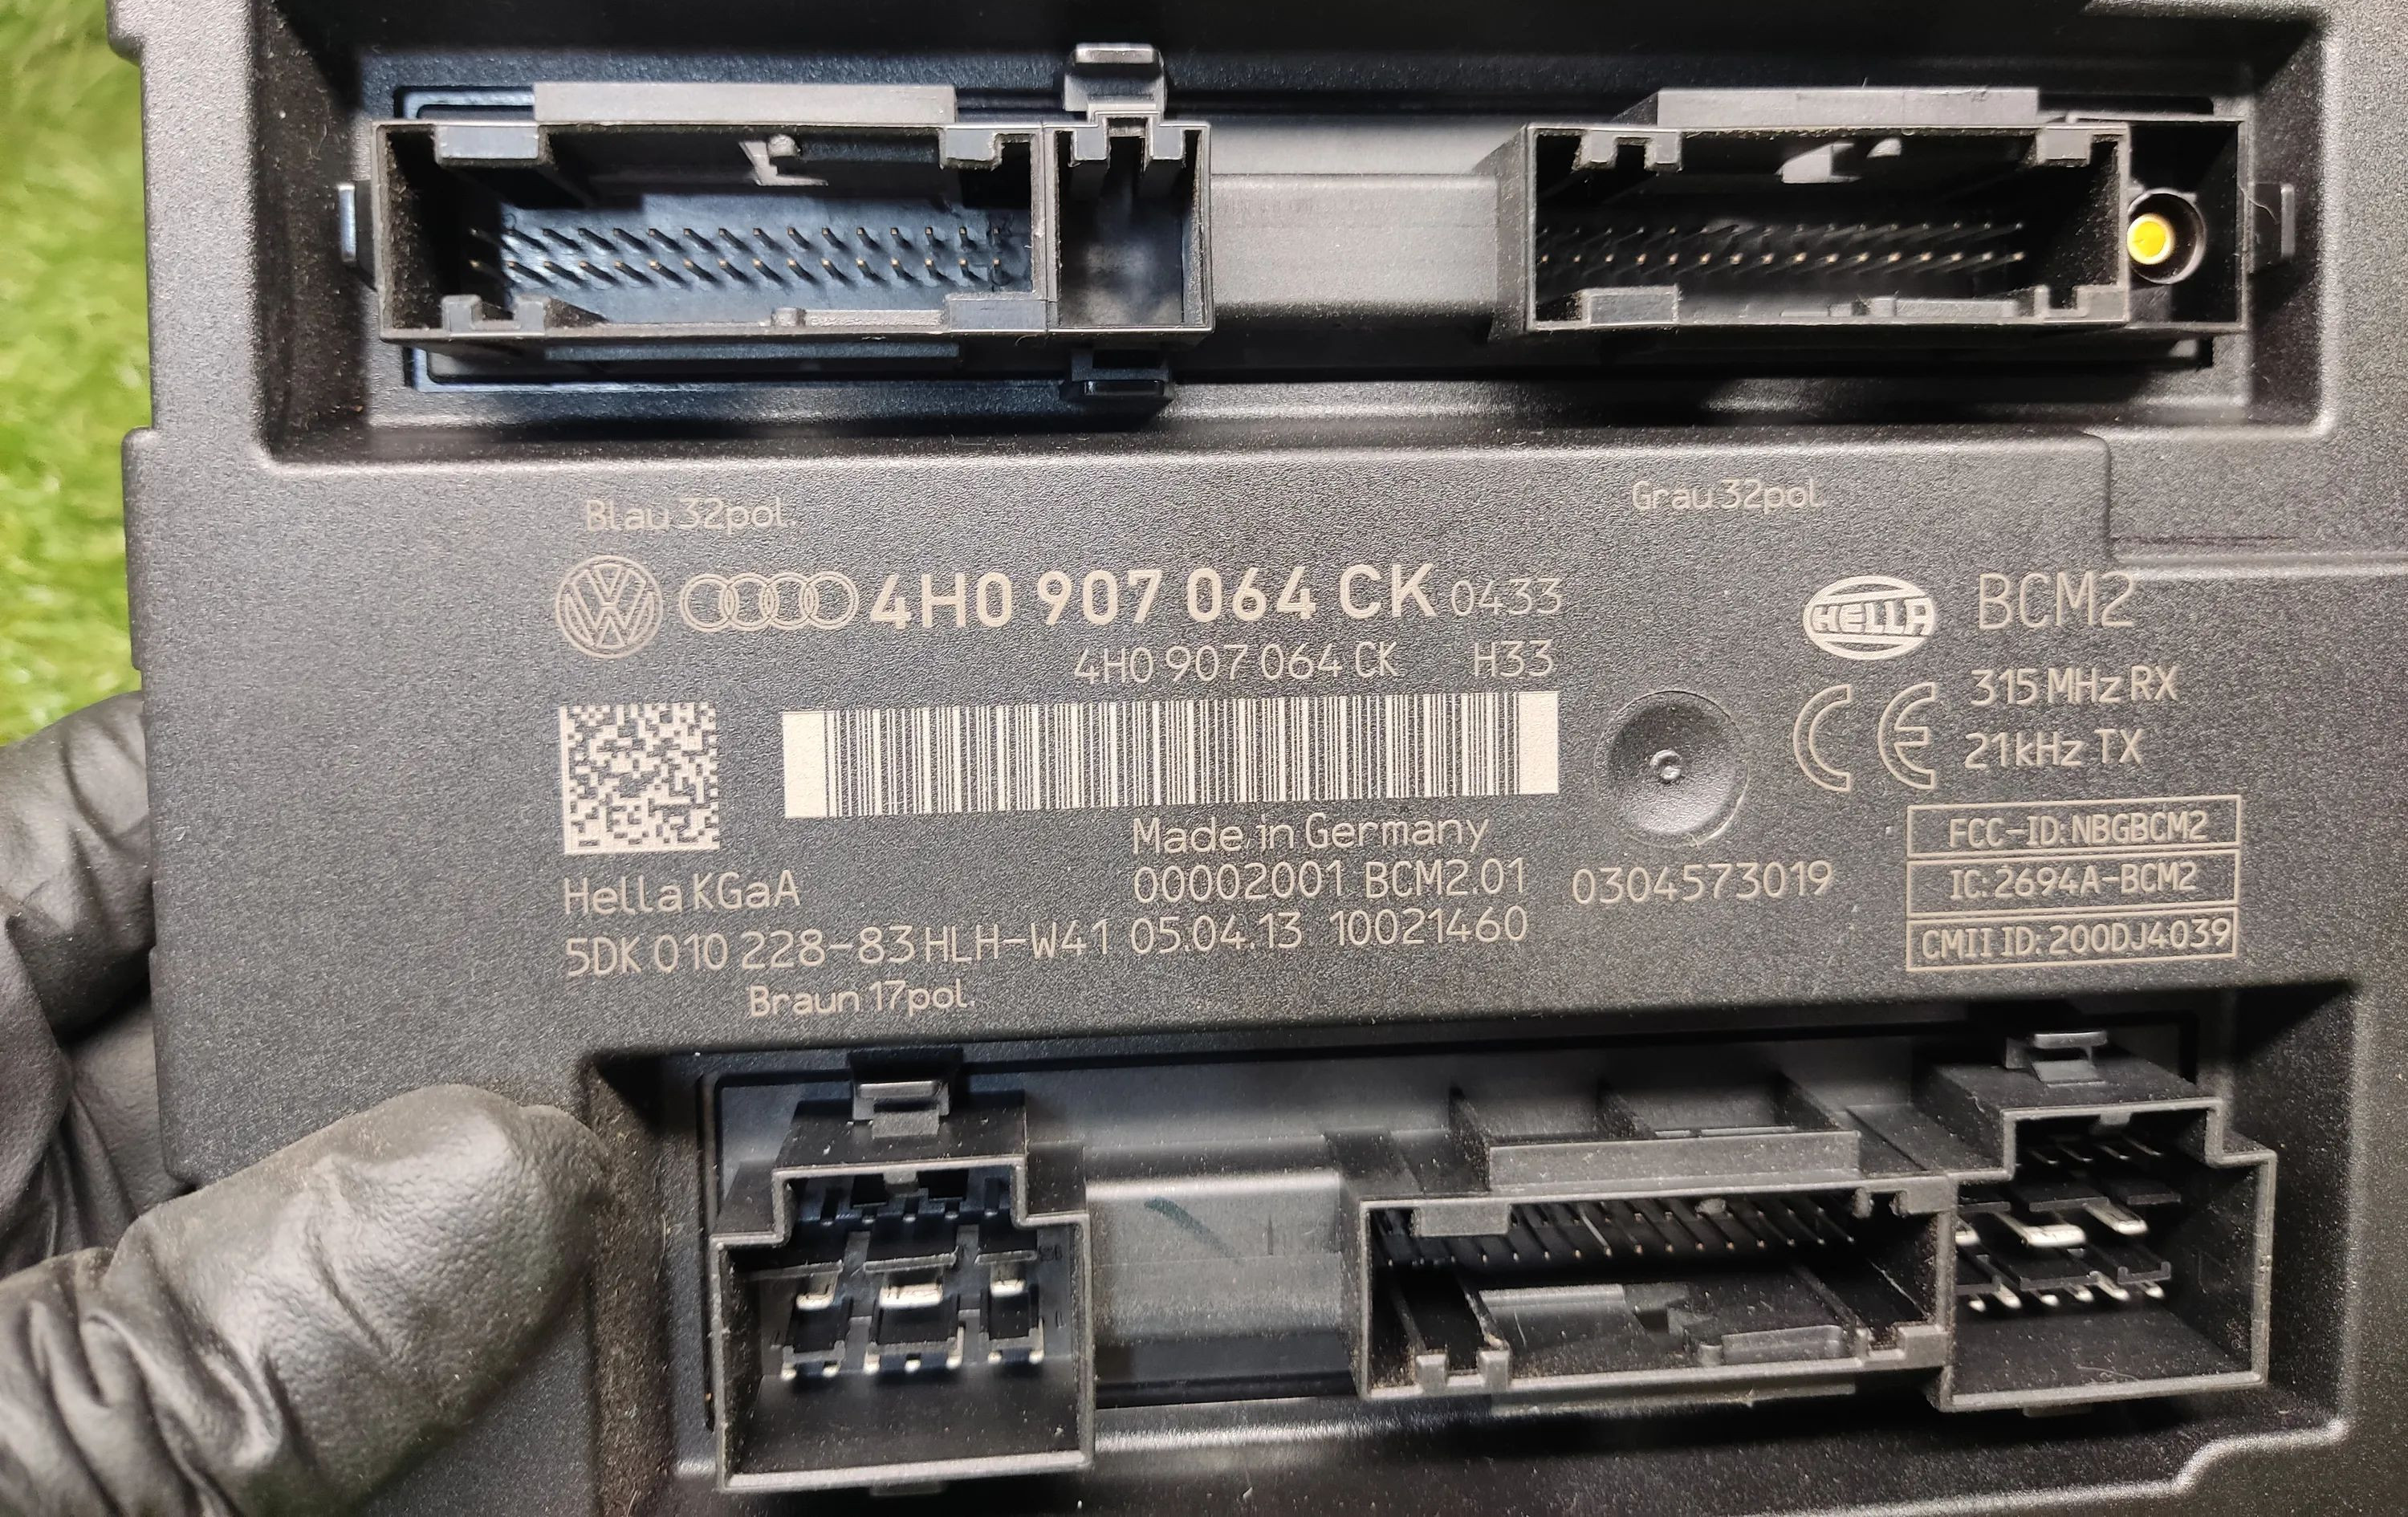 Blau 32pol.
Grau 32pol.
4H0 907 064 CK 0433
4H0 907 064 CK H33
HELLA BCM2
315 MHz RX
21kHz TX
CE
Made in Germany
FCC-ID: NBGBCM2
IC: 2694A-BCM2
CMII ID: 200DJ4039
Hella KGaA
00002001 BCM2.01
0304573019
5DK 010 228-83 HLH-W41 05.04.13 10021460
Braun 17pol.